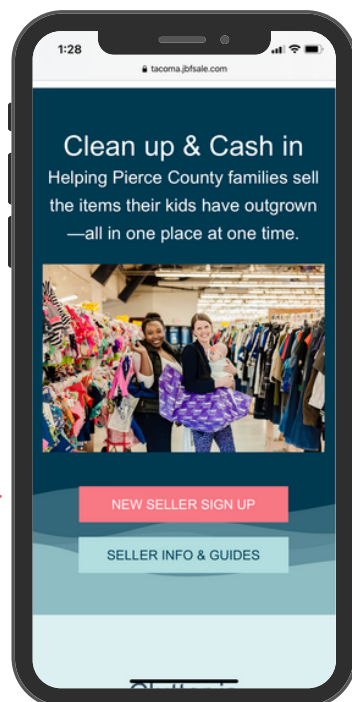 1:28
tacoma.jbfsale.com
Clean up & Cash in
Helping Pierce County families sell
the items their kids have outgrown
—all in one place at one time.
NEW SELLER SIGN UP
SELLER INFO & GUIDES